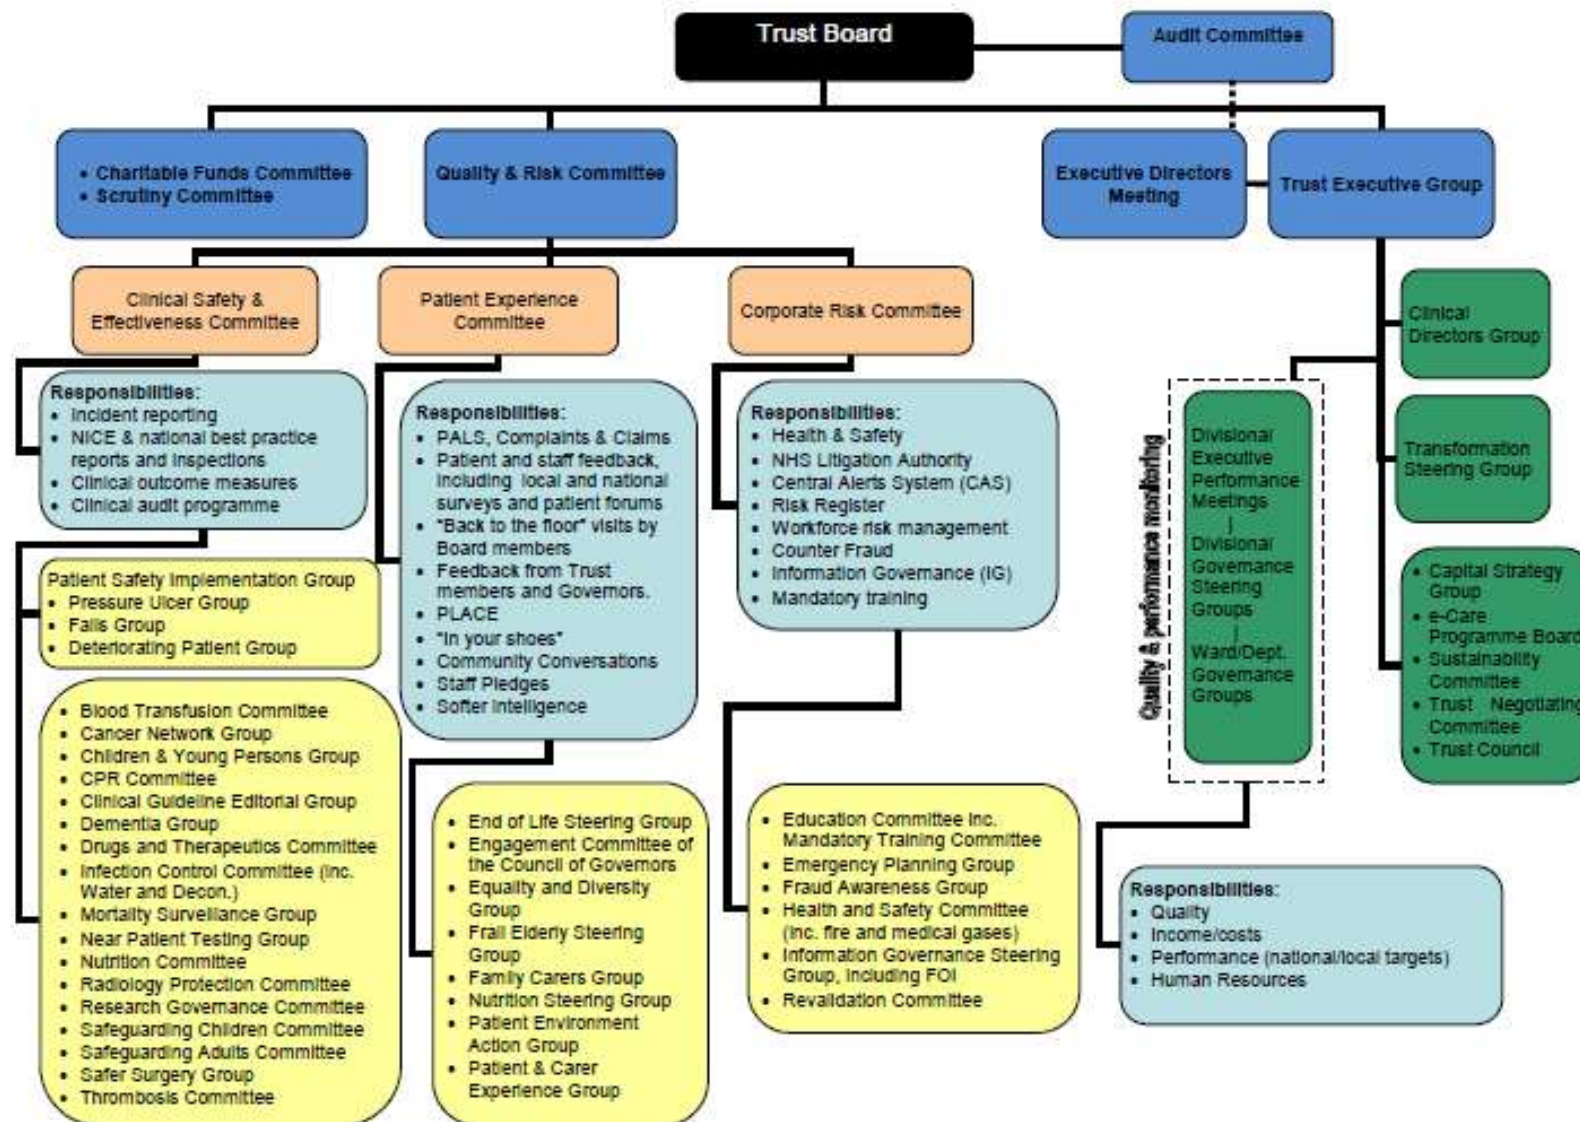 Trust Board
Audit Committee
• Charitable Funds Committee
• Scrutiny Committee
Quality & Risk Committee
Executive Directors
Meeting
Trust Executive Group
Clinical Safety &
Effectiveness Committee
Patient Experience
Committee
Corporate Risk Committee
Clinical
Directors Group
Responsibilities:
• Incident reporting
• NICE & national best practice
reports and inspections
• Clinical outcome measures
• Clinical audit programme
Responsibilities:
• PALS, Complaints & Claims
• Patient and staff feedback,
including local and national
surveys and patient forums
• "Back to the floor" visits by
Board members
• Feedback from Trust
members and Governors.
• PLACE
• "In your shoes"
• Community Conversations
• Staff Pledges
• Softer Intelligence
Responsibilities:
• Health & Safety
• NHS Litigation Authority
• Central Alerts System (CAS)
• Risk Register
• Workforce risk management
• Counter Fraud
• Information Governance (IG)
• Mandatory training
Quality & performance monitoring
Divisional
Executive
Performance
Meetings
|
Divisional
Governance
Steering
Groups
|
Ward/Dept.
Governance
Groups
Transformation
Steering Group
• Capital Strategy
Group
• e-Care
Programme Board
• Sustainability
Committee
• Trust Negotiating
Committee
• Trust Council
Patient Safety Implementation Group
• Pressure Ulcer Group
• Falls Group
• Deteriorating Patient Group
• Blood Transfusion Committee
• Cancer Network Group
• Children & Young Persons Group
• CPR Committee
• Clinical Guideline Editorial Group
• Dementia Group
• Drugs and Therapeutics Committee
• Infection Control Committee (inc.
Water and Decon.)
• Mortality Surveillance Group
• Near Patient Testing Group
• Nutrition Committee
• Radiology Protection Committee
• Research Governance Committee
• Safeguarding Children Committee
• Safeguarding Adults Committee
• Safer Surgery Group
• Thrombosis Committee
• End of Life Steering Group
• Engagement Committee of
the Council of Governors
• Equality and Diversity
Group
• Frail Elderly Steering
Group
• Family Carers Group
• Nutrition Steering Group
• Patient Environment
Action Group
• Patient & Carer
Experience Group
• Education Committee Inc.
Mandatory Training Committee
• Emergency Planning Group
• Fraud Awareness Group
• Health and Safety Committee
(inc. fire and medical gases)
• Information Governance Steering
Group, including FOI
• Revalidation Committee
Responsibilities:
• Quality
• Income/costs
• Performance (national/local targets)
• Human Resources